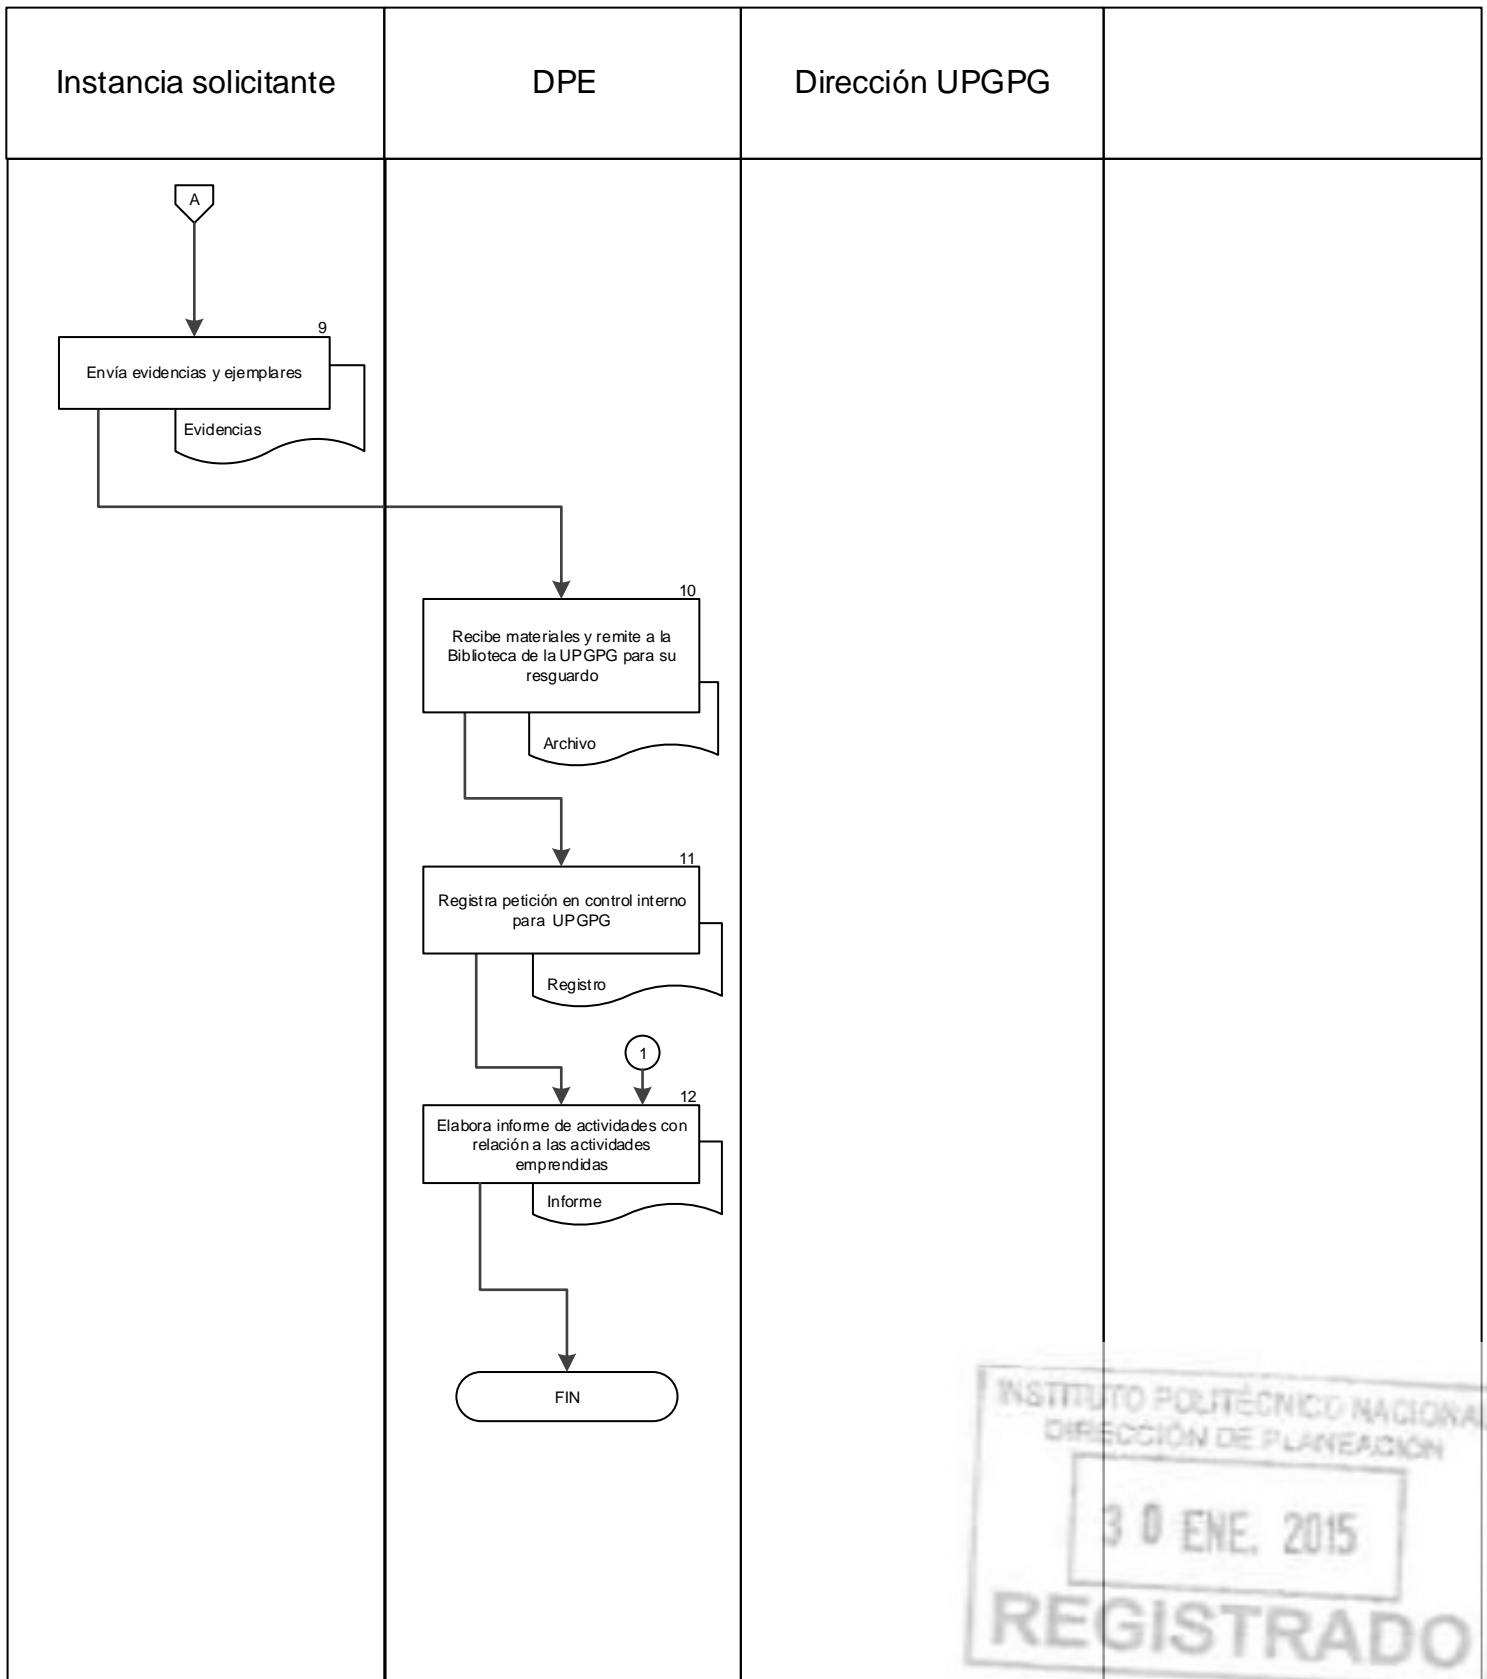 Instancia solicitante
DPE
Dirección UPGPG
A
9
Envía evidencias y ejemplares
Evidencias
10
Recibe materiales y remite a la
Biblioteca de la UPGPG para su
resguardo
Archivo
11
Registra petición en control interno
para UPGPG
Registro
1
12
Elabora informe de actividades con
relación a las actividades
emprendidas
Informe
FIN
INSTITUTO POLITÉCNICO NACIONAL
DIRECCIÓN DE PLANEACIÓN
30 ENE. 2015
REGISTRADO